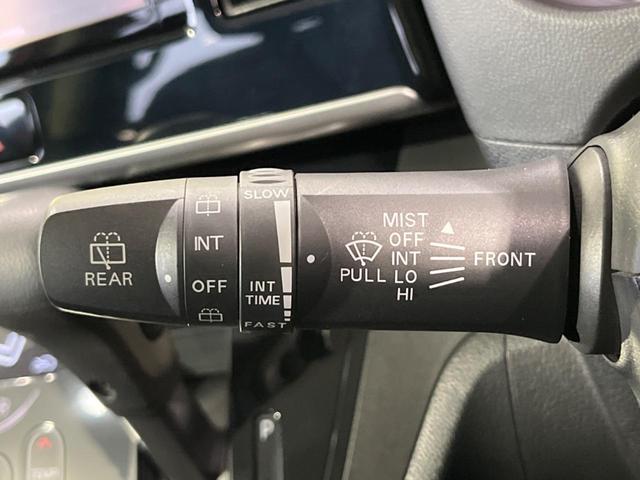 REAR
INT
OFF
SLOW
INT
TIME
FAST
PULL
MIST
OFF
INT
LO
HI
FRONT
P